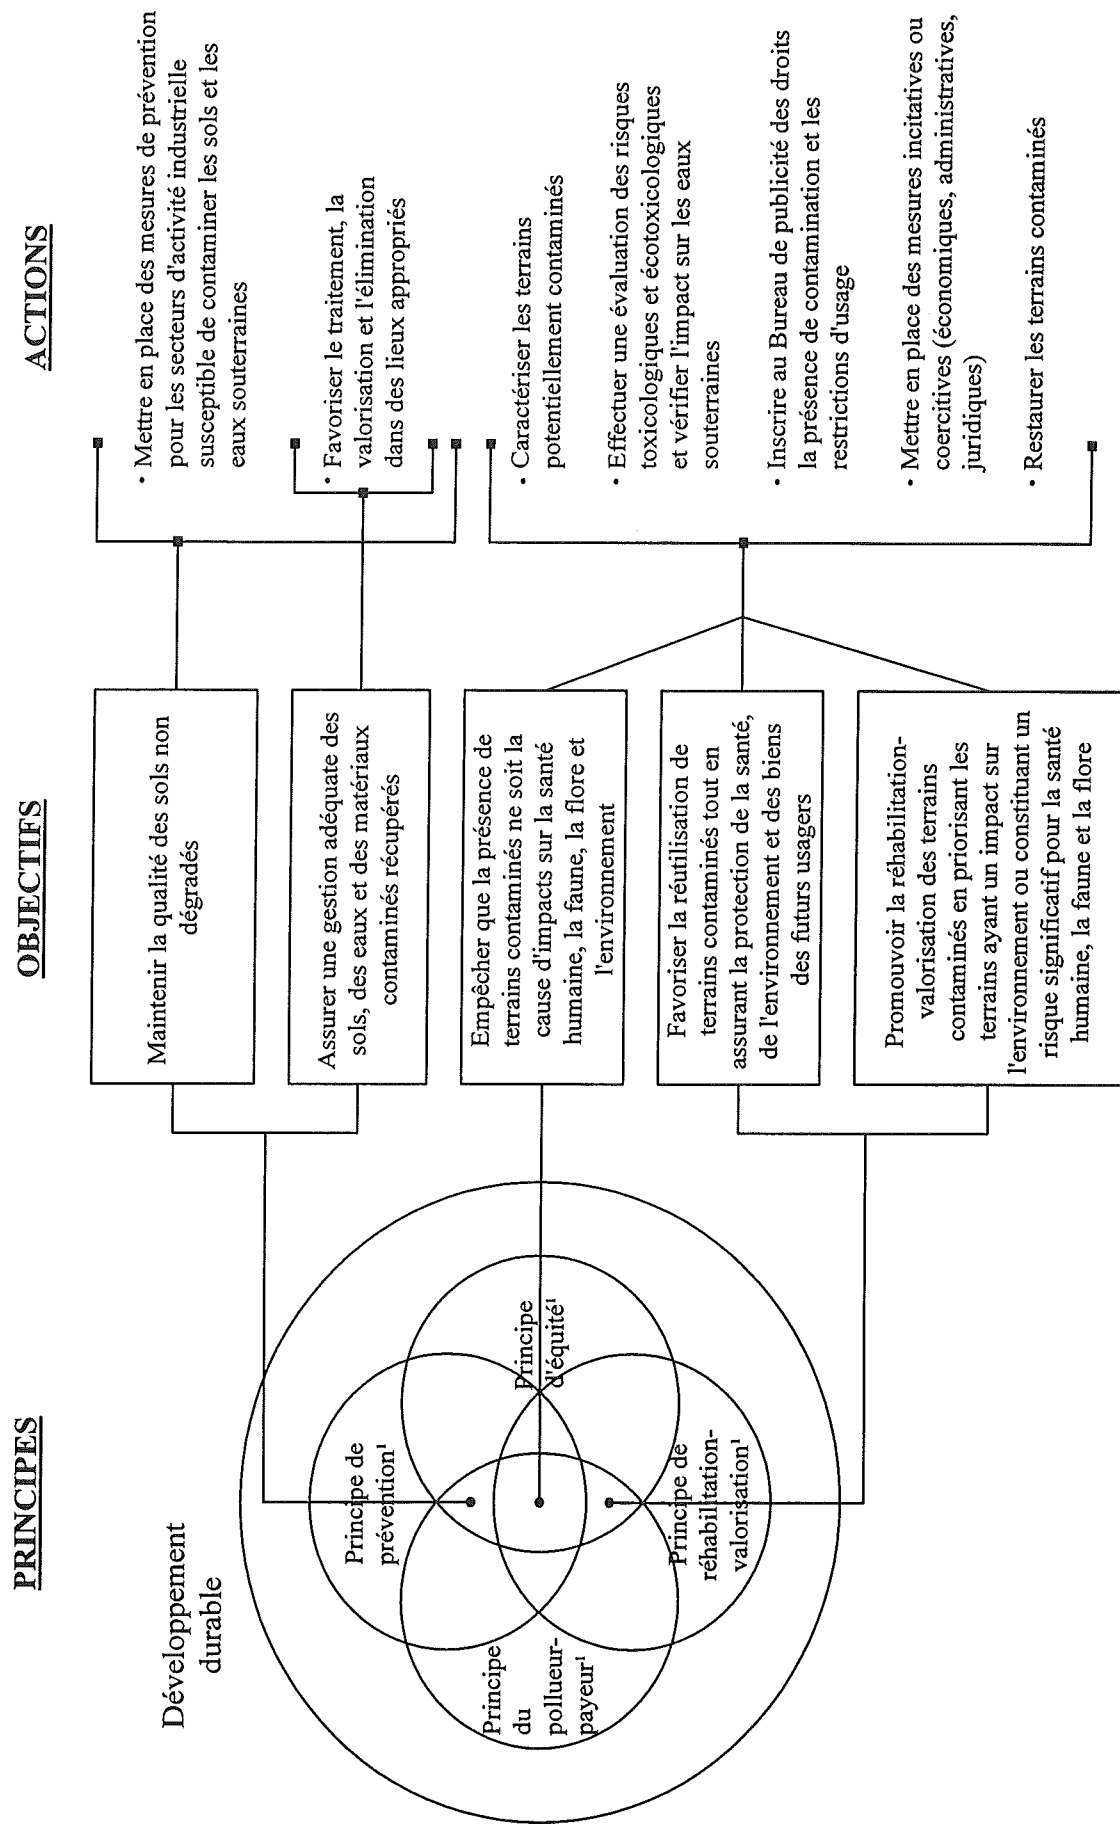 PRINCIPES
Développement
durable
Principe de
prévention¹
Principe
d'équité¹
Principe
du
pollueur-
payeur¹
Principe de
réhabilitation-
valorisation¹
OBJECTIFS
Maintenir la qualité des sols non
dégradés
Assurer une gestion adéquate des
sols, des eaux et des matériaux
contaminés récupérés
Empêcher que la présence de
terrains contaminés ne soit la
cause d'impacts sur la santé
humaine, la faune, la flore et
l'environnement
Favoriser la réutilisation de
terrains contaminés tout en
assurant la protection de la santé,
de l'environnement et des biens
des futurs usagers
Promouvoir la réhabilitation-
valorisation des terrains
contaminés en priorisant les
terrains ayant un impact sur
l'environnement ou constituant un
risque significatif pour la santé
humaine, la faune et la flore
ACTIONS
• Mettre en place des mesures de prévention
pour les secteurs d'activité industrielle
susceptible de contaminer les sols et les
eaux souterraines
• Favoriser le traitement, la
valorisation et l'élimination
dans des lieux appropriés
• Caractériser les terrains
potentiellement contaminés
• Effectuer une évaluation des risques
toxicologiques et écotoxicologiques
et vérifier l'impact sur les eaux
souterraines
• Inscrire au Bureau de publicité des droits
la présence de contamination et les
restrictions d'usage
• Mettre en place des mesures incitatives ou
coercitives (économiques, administratives,
juridiques)
• Restaurer les terrains contaminés